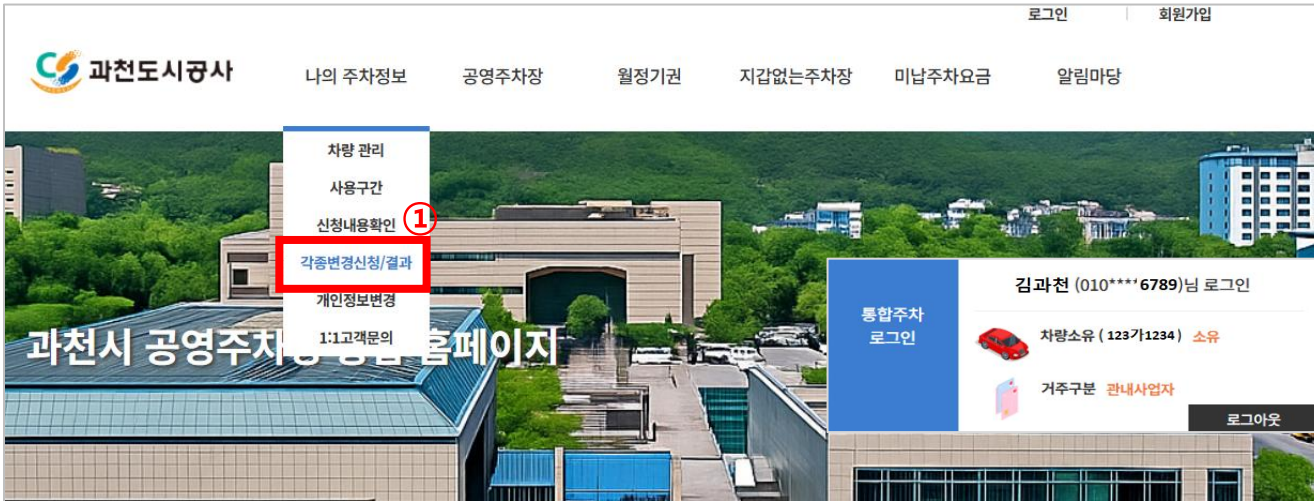 로그인 회원가입
과천도시공사 나의 주차정보 공영주차장 월정기권 지갑없는주차장 미납주차요금 알림마당
차량 관리
사용구간
신청내용확인 ①
각종변경신청/결과
개인정보변경
1:1고객문의
과천시 공영주차 홈페이지
통합주차
로그인
김과천 (010****6789)님 로그인
차량소유 ( 123가1234 ) 소유
거주구분 관내사업자
로그아웃